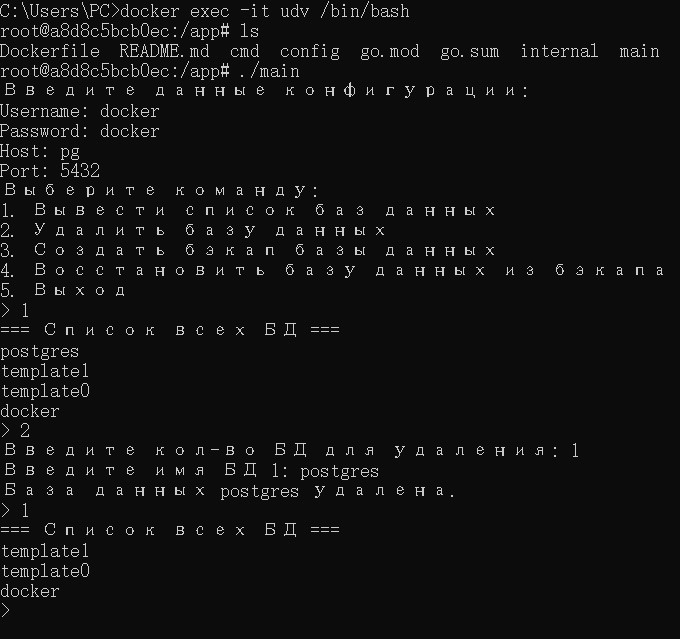 C:\Users\PC>docker exec -it udv /bin/bash
root@a8d8c5bcb0ec:/app# ls
Dockerfile README.md cmd config go.mod go.sum internal main
root@a8d8c5bcb0ec:/app# ./main
Введите данные конфигурации:
Username: docker
Password: docker
Host: pg
Port: 5432
Выберите команду:
1. Вывести список баз данных
2. Удалить базу данных
3. Создать бэкап базы данных
4. Восстановить базу данных из бэкапа
5. Выход
> 1
=== Список всех БД ===
postgres
template1
template0
docker
> 2
Введите кол-во БД для удаления: 1
Введите имя БД 1: postgres
База данных postgres удалена.
> 1
=== Список всех БД ===
template1
template0
docker
>